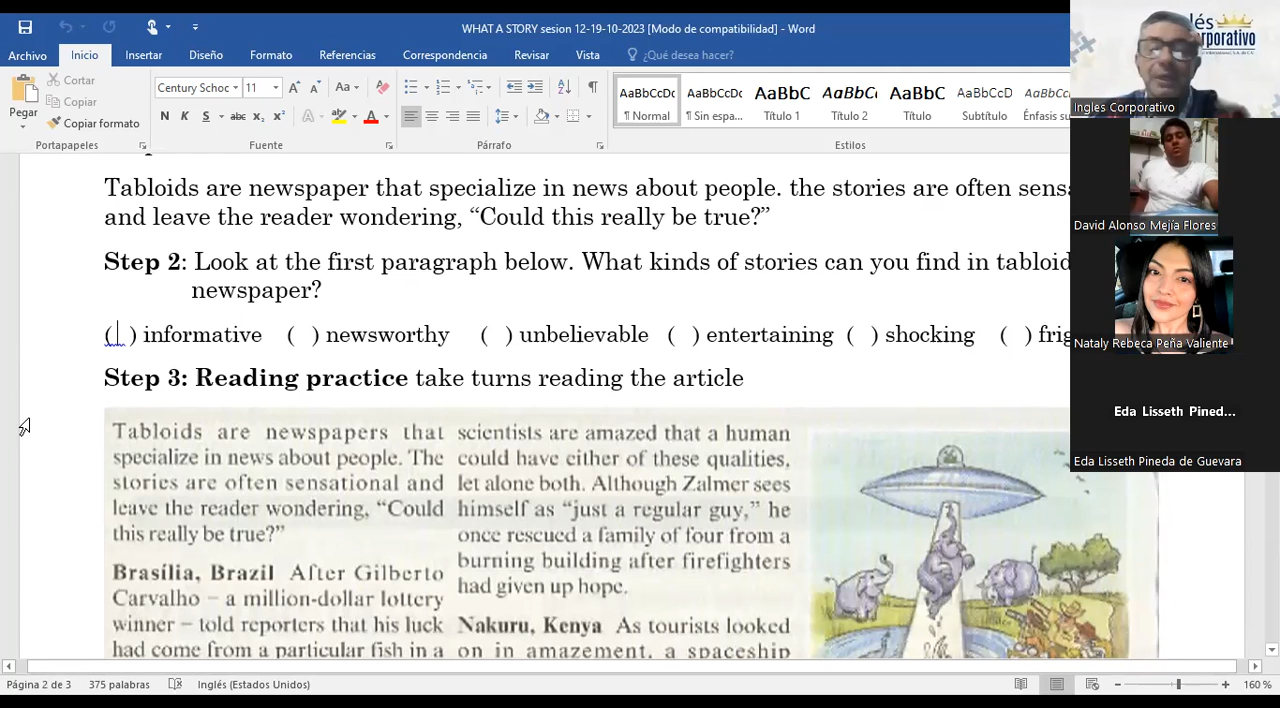 WHAT A STORY sesion 12-19-10-2023 [Modo de compatibilidad] - Word
Archivo Inicio Insertar Diseño Formato Referencias Correspondencia Revisar Vista ¿Qué desea hacer?
Pegar
Cortar
Copiar
Copiar formato
Portapapeles
Century Schoc 11
N K S abc x₂ x² A A
Aa
Fuente
Párrafo
AaBbCcDc AaBbCcDc AaBbC AaBbC AaBbC AaBbCcD AaBbCcD
¶ Normal ¶ Sin espa... Título 1 Título 2 Título Subtítulo Énfasis su
Estilos
Tabloids are newspaper that specialize in news about people. the stories are often sensa
and leave the reader wondering, “Could this really be true?”
Step 2: Look at the first paragraph below. What kinds of stories can you find in tabloid
newspaper?
( ) informative ( ) newsworthy ( ) unbelievable ( ) entertaining ( ) shocking ( ) frig
Step 3: Reading practice take turns reading the article
Tabloids are newspapers that
specialize in news about people. The
stories are often sensational and
leave the reader wondering, “Could
this really be true?”
Brasília, Brazil After Gilberto
Carvalho – a million-dollar lottery
winner – told reporters that his luck
had come from a particular fish in a
scientists are amazed that a human
could have either of these qualities,
let alone both. Although Zalmer sees
himself as “just a regular guy,” he
once rescued a family of four from a
burning building after firefighters
had given up hope.
Nakuru, Kenya As tourists looked
on in amazement, a spaceship
Página 2 de 3 375 palabras Inglés (Estados Unidos) 160 %
lés
orporativo
Ingles Corporativo
David Alonso Mejía Flores
Nataly Rebeca Peña Valiente
Eda Lisseth Pined...
Eda Lisseth Pineda de Guevara